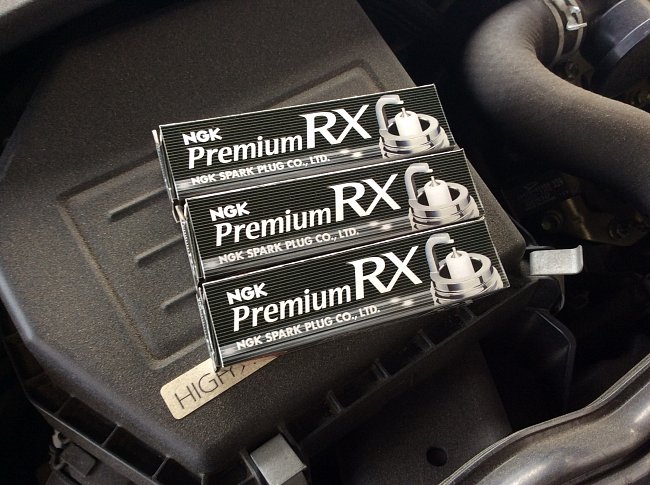 NGK
Premium RX
NGK SPARK PLUG CO., LTD.
NGK
Premium RX
NGK SPARK PLUG CO., LTD.
NGK
Premium RX
NGK SPARK PLUG CO., LTD.
HIGH